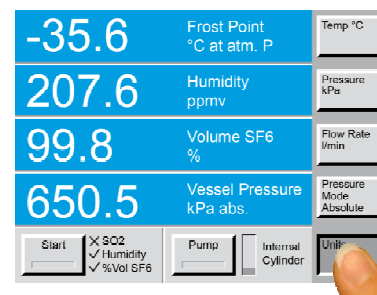 -35.6 Frost Point
°C at atm. P
Temp °C
207.6 Humidity
ppmv
Pressure
kPa
99.8 Volume SF6
%
Flow Rate
l/min
650.5 Vessel Pressure
kPa abs.
Pressure
Mode
Absolute
Start
X SO2
✓ Humidity
✓ %Vol SF6
Pump
Internal
Cylinder